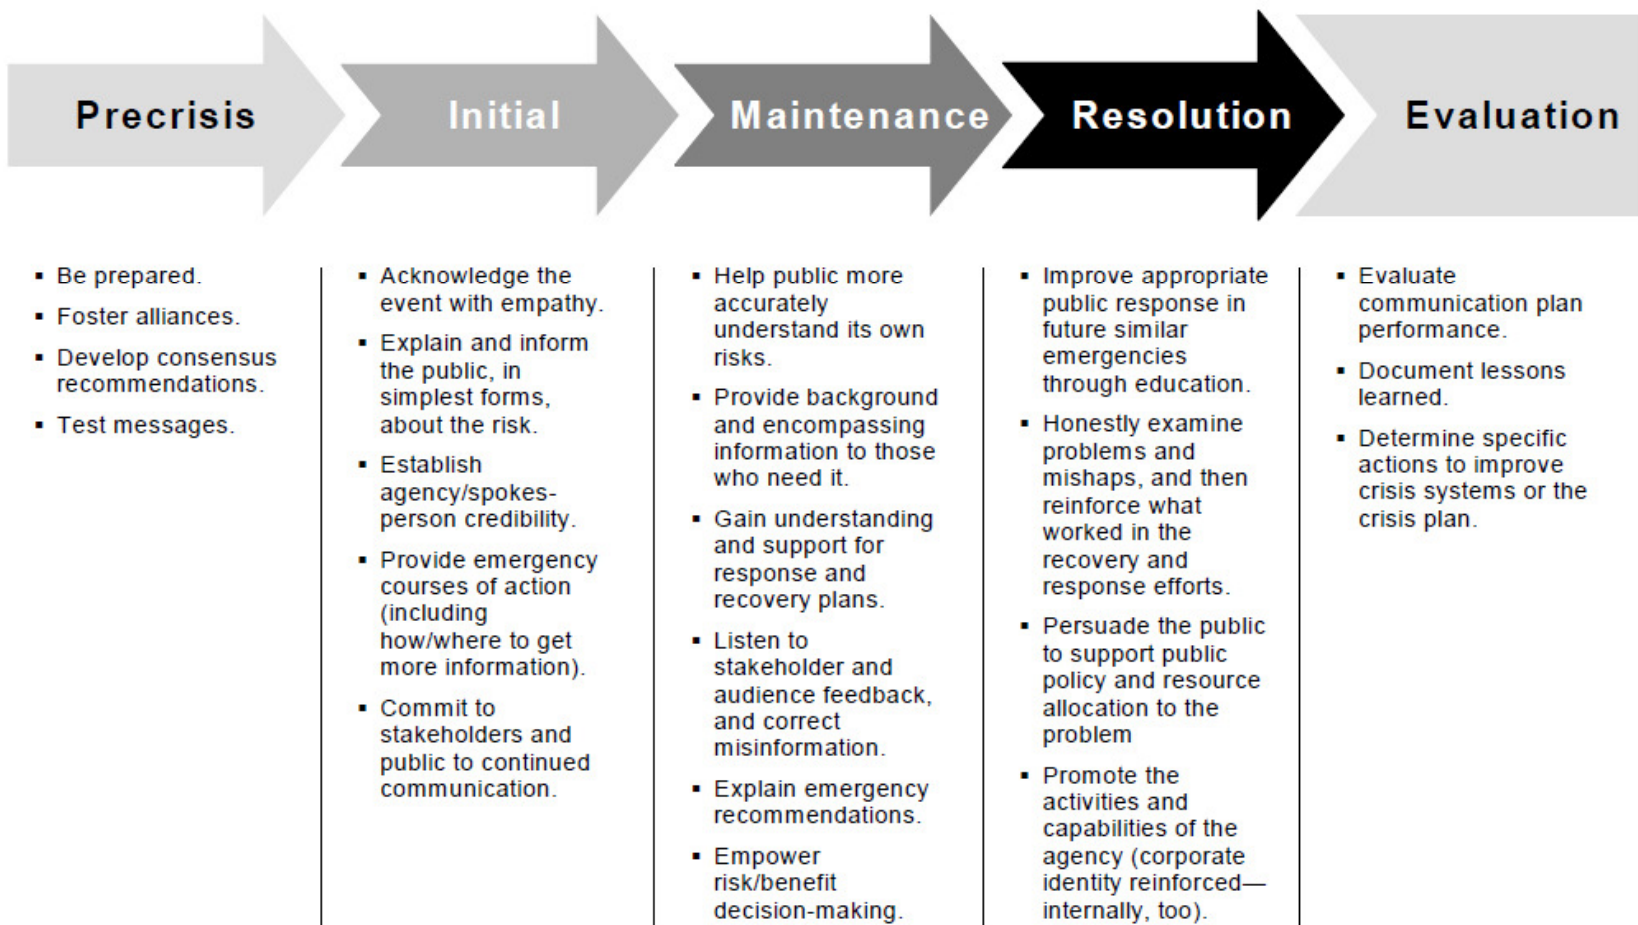 Precrisis
Initial
Maintenance
Resolution
Evaluation
▪ Be prepared.
▪ Foster alliances.
▪ Develop consensus
recommendations.
▪ Test messages.
▪ Acknowledge the
event with empathy.
▪ Explain and inform
the public, in
simplest forms,
about the risk.
▪ Establish
agency/spokes-
person credibility.
▪ Provide emergency
courses of action
(including
how/where to get
more information).
▪ Commit to
stakeholders and
public to continued
communication.
▪ Help public more
accurately
understand its own
risks.
▪ Provide background
and encompassing
information to those
who need it.
▪ Gain understanding
and support for
response and
recovery plans.
▪ Listen to
stakeholder and
audience feedback,
and correct
misinformation.
▪ Explain emergency
recommendations.
▪ Empower
risk/benefit
decision-making.
▪ Improve appropriate
public response in
future similar
emergencies
through education.
▪ Honestly examine
problems and
mishaps, and then
reinforce what
worked in the
recovery and
response efforts.
▪ Persuade the public
to support public
policy and resource
allocation to the
problem
▪ Promote the
activities and
capabilities of the
agency (corporate
identity reinforced—
internally, too).
▪ Evaluate
communication plan
performance.
▪ Document lessons
learned.
▪ Determine specific
actions to improve
crisis systems or the
crisis plan.